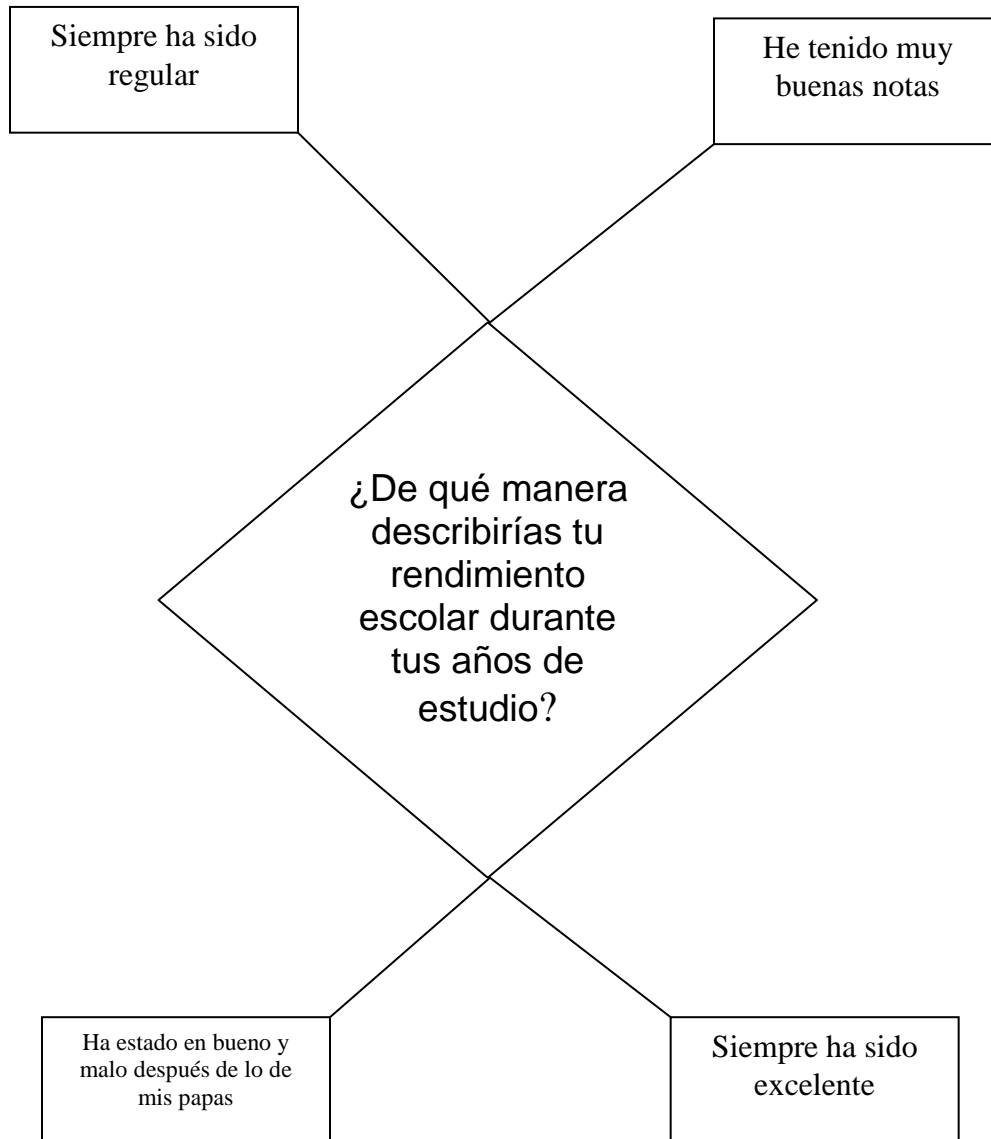 Siempre ha sido
regular
He tenido muy
buenas notas
¿De qué manera
describirías tu
rendimiento
escolar durante
tus años de
estudio?
Ha estado en bueno y
malo después de lo de
mis papas
Siempre ha sido
excelente